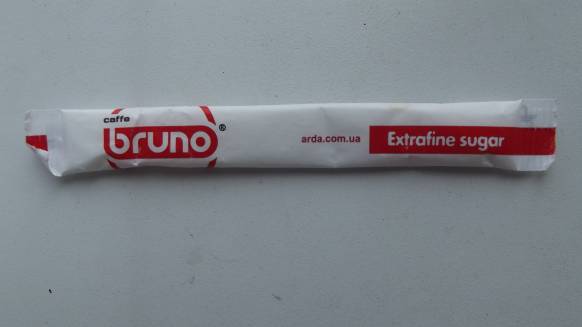 caffe
bruno®
arda.com.ua
Extrafine sugar